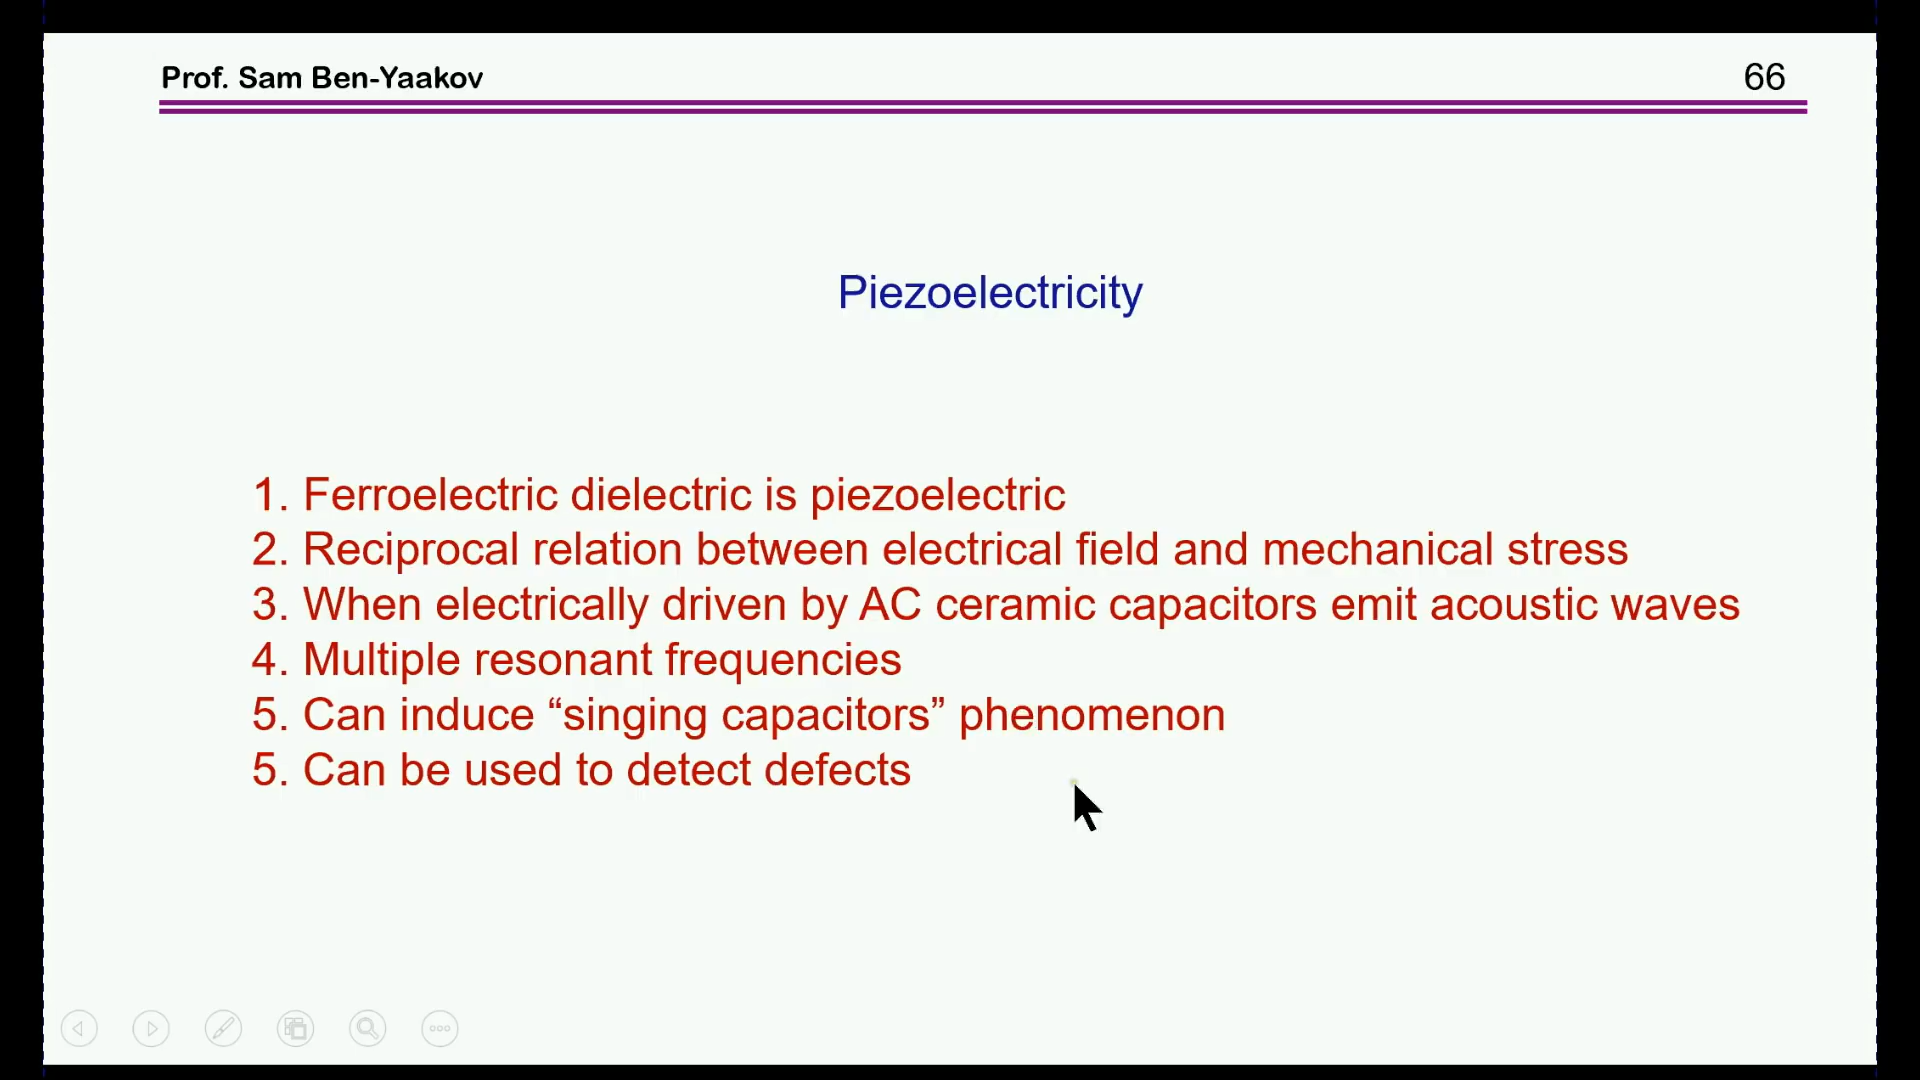 Prof. Sam Ben-Yaakov
66
Piezoelectricity
1. Ferroelectric dielectric is piezoelectric
2. Reciprocal relation between electrical field and mechanical stress
3. When electrically driven by AC ceramic capacitors emit acoustic waves
4. Multiple resonant frequencies
5. Can induce “singing capacitors” phenomenon
5. Can be used to detect defects